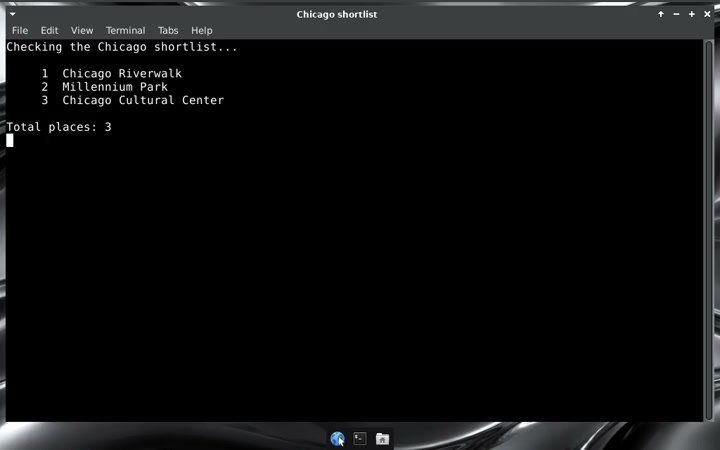 Chicago shortlist
File Edit View Terminal Tabs Help
Checking the Chicago shortlist...
1 Chicago Riverwalk
2 Millennium Park
3 Chicago Cultural Center
Total places: 3